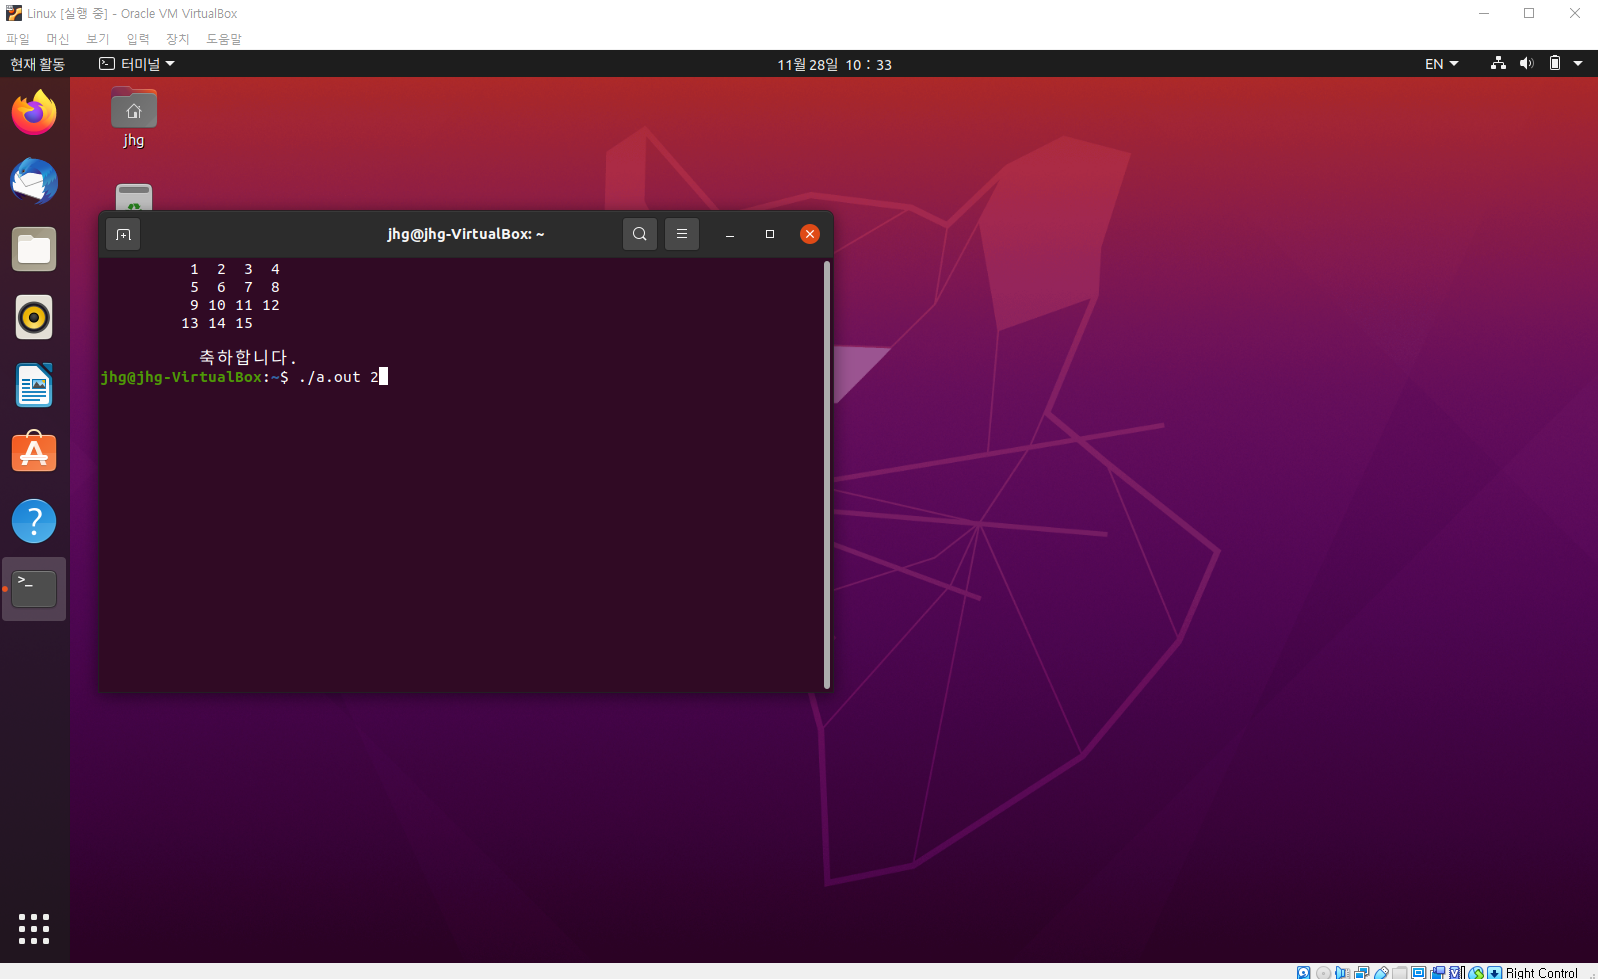 Linux [실행 중] - Oracle VM VirtualBox
파일 머신 보기 입력 장치 도움말
현재 활동 터미널 11월 28일 10 : 33 EN
jhg
jhg@jhg-VirtualBox: ~
1 2 3 4
5 6 7 8
9 10 11 12
13 14 15
축하합니다.
jhg@jhg-VirtualBox:~$ ./a.out 2
Right Control